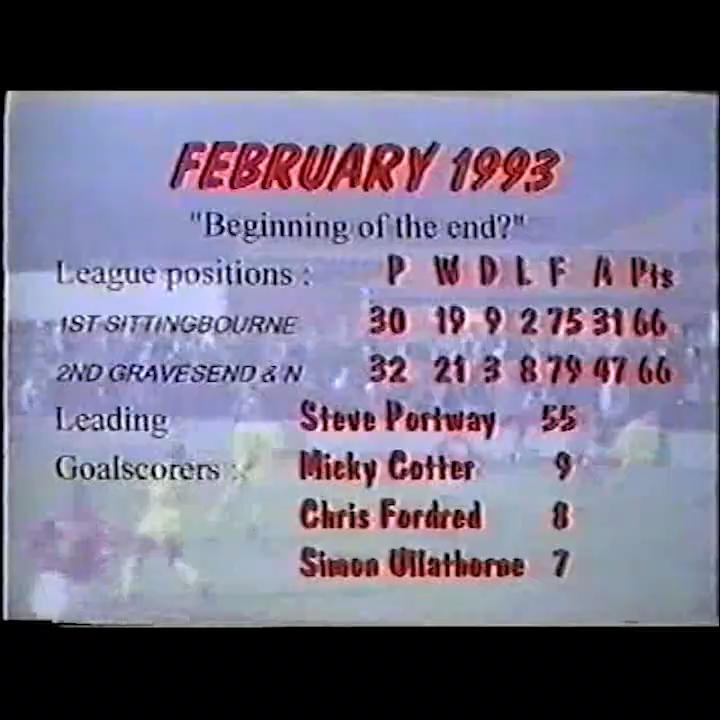 FEBRUARY 1993
"Beginning of the end?"
League positions : P W D L F A Pts
1ST SITTINGBOURNE 30 19 9 2 75 31 66
2ND GRAVESEND & N 32 21 3 8 79 47 66
Leading Steve Portway 55
Goalscorers : Micky Cotter 9
Chris Fordred 8
Simon Ullathorne 7